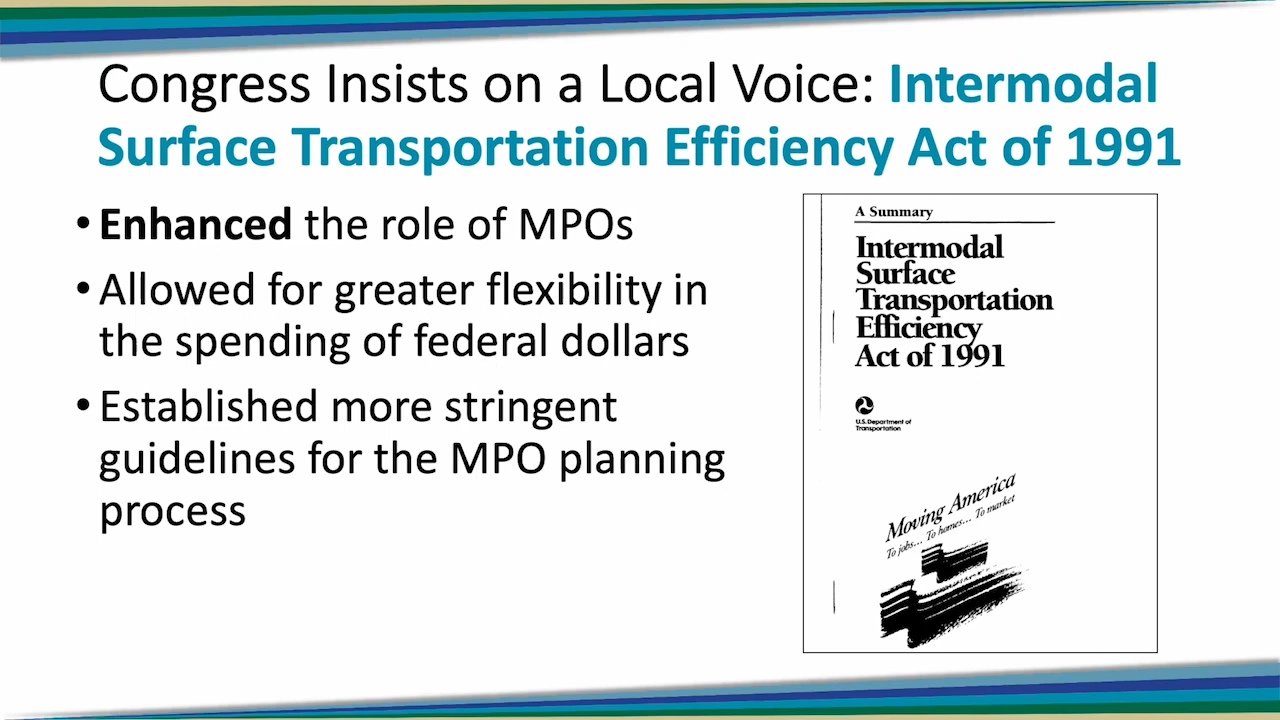 Congress Insists on a Local Voice: Intermodal
Surface Transportation Efficiency Act of 1991
• Enhanced the role of MPOs
• Allowed for greater flexibility in
the spending of federal dollars
• Established more stringent
guidelines for the MPO planning
process
A Summary
Intermodal
Surface
Transportation
Efficiency
Act of 1991
U.S. Department of
Transportation
Moving America
To jobs... To homes... To market